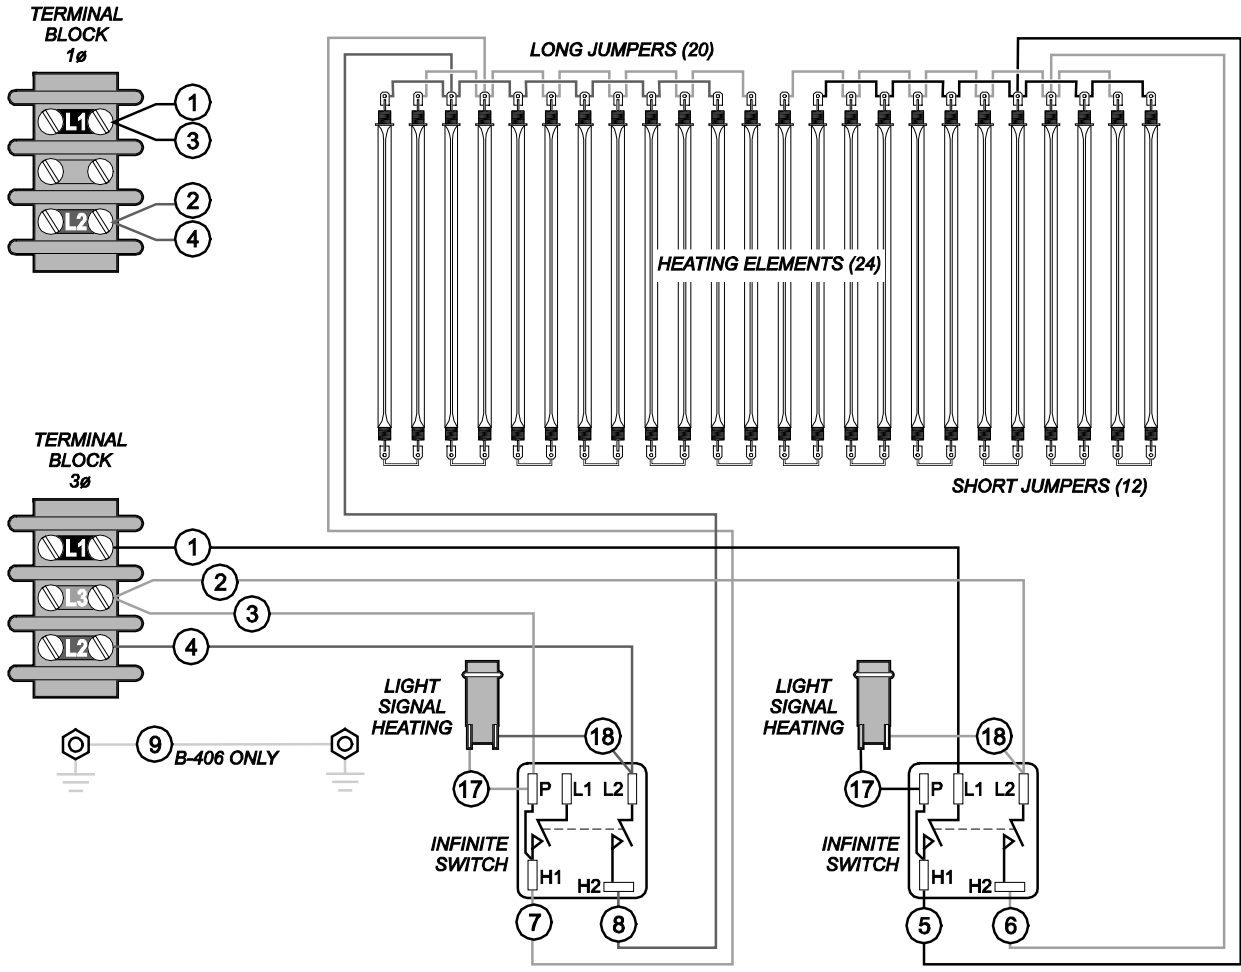 TERMINAL
BLOCK
1ø
L1
L2
1
3
2
4
LONG JUMPERS (20)
HEATING ELEMENTS (24)
SHORT JUMPERS (12)
TERMINAL
BLOCK
3ø
L1
L3
L2
1
2
3
4
9
B-406 ONLY
LIGHT
SIGNAL
HEATING
18
17
P
L1
L2
INFINITE
SWITCH
H1
H2
7
8
LIGHT
SIGNAL
HEATING
18
17
P
L1
L2
INFINITE
SWITCH
H1
H2
5
6